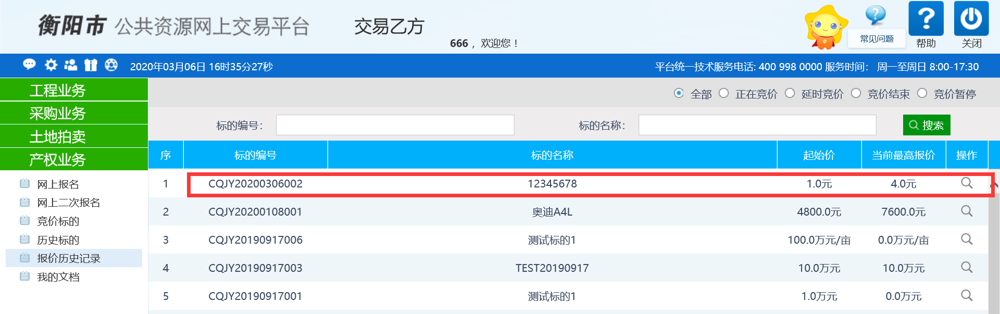 衡阳市 公共资源网上交易平台 交易乙方
666 ，欢迎您！
常见问题
帮助
关闭
2020年03月06日 16时35分27秒
平台统一技术服务电话: 400 998 0000 服务时间： 周一至周日 8:00-17:30
工程业务
采购业务
土地拍卖
产权业务
网上报名
网上二次报名
竞价标的
历史标的
报价历史记录
我的文档
全部 正在竞价 延时竞价 竞价结束 竞价暂停
标的编号： 标的名称： 搜索
序 标的编号 标的名称 起始价 当前最高报价 操作
1 CQJY20200306002 12345678 1.0元 4.0元
2 CQJY20200108001 奥迪A4L 4800.0元 7600.0元
3 CQJY20190917006 测试标的1 100.0万元/亩 0.0万元/亩
4 CQJY20190917003 TEST20190917 10.0万元 10.0万元
5 CQJY20190917001 测试标的1 1.0万元 0.0万元